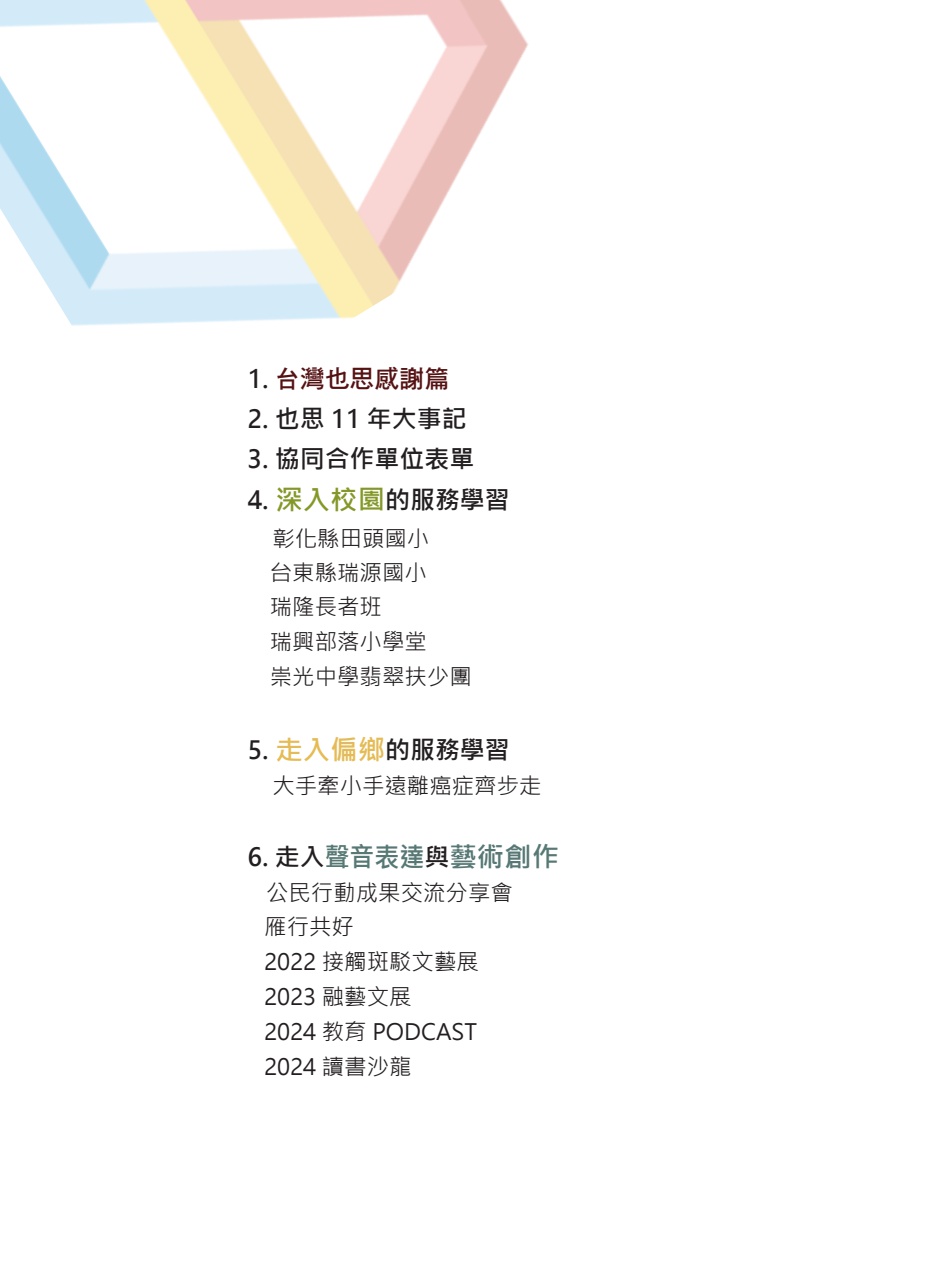 1. 台灣也思感謝篇
2. 也思 11 年大事記
3. 協同合作單位表單
4. 深入校園的服務學習
彰化縣田頭國小
台東縣瑞源國小
瑞隆長者班
瑞興部落小學堂
崇光中學翡翠扶少團
5. 走入偏鄉的服務學習
大手牽小手遠離癌症齊步走
6. 走入聲音表達與藝術創作
公民行動成果交流分享會
雁行共好
2022 接觸斑駁文藝展
2023 融藝文展
2024 教育 PODCAST
2024 讀書沙龍